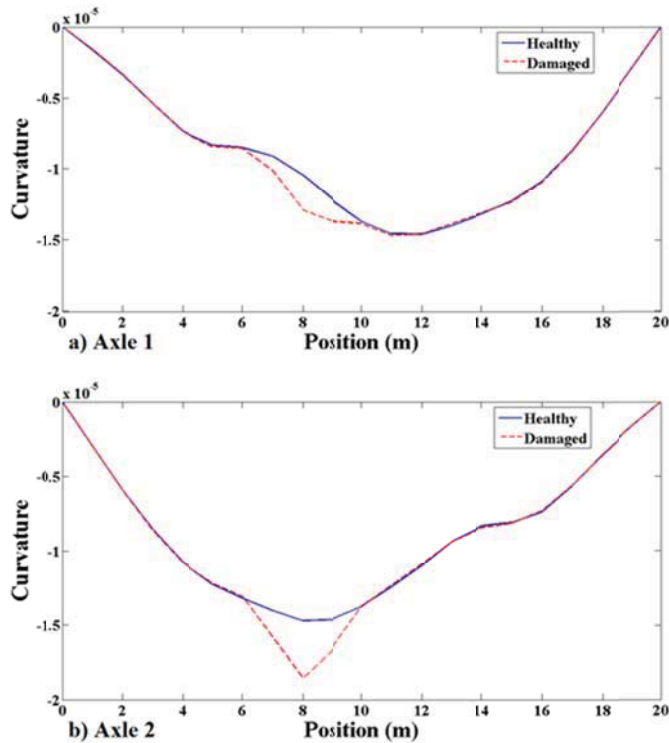 x 10⁻⁵
0
-0.5
-1
-1.5
-2
Curvature
Healthy
Damaged
0 2 4 6 8 10 12 14 16 18 20
a) Axle 1 Position (m)
x 10⁻⁵
0
-0.5
-1
-1.5
-2
Curvature
Healthy
Damaged
0 2 4 6 8 10 12 14 16 18 20
b) Axle 2 Position (m)